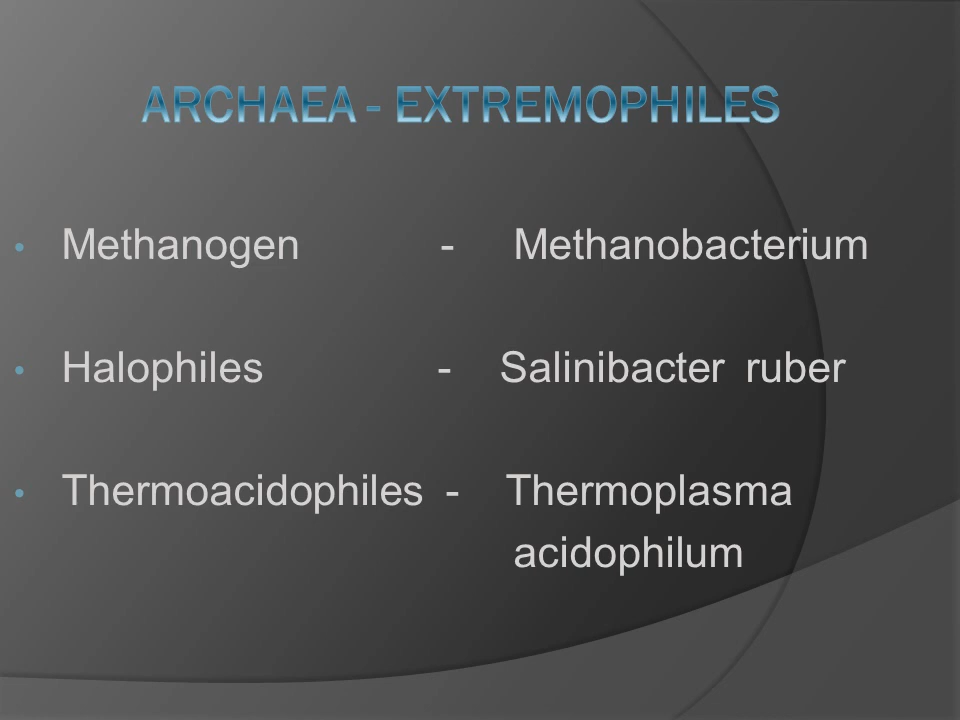 ARCHAEA - EXTREMOPHILES
• Methanogen - Methanobacterium
• Halophiles - Salinibacter ruber
• Thermoacidophiles - Thermoplasma
acidophilum